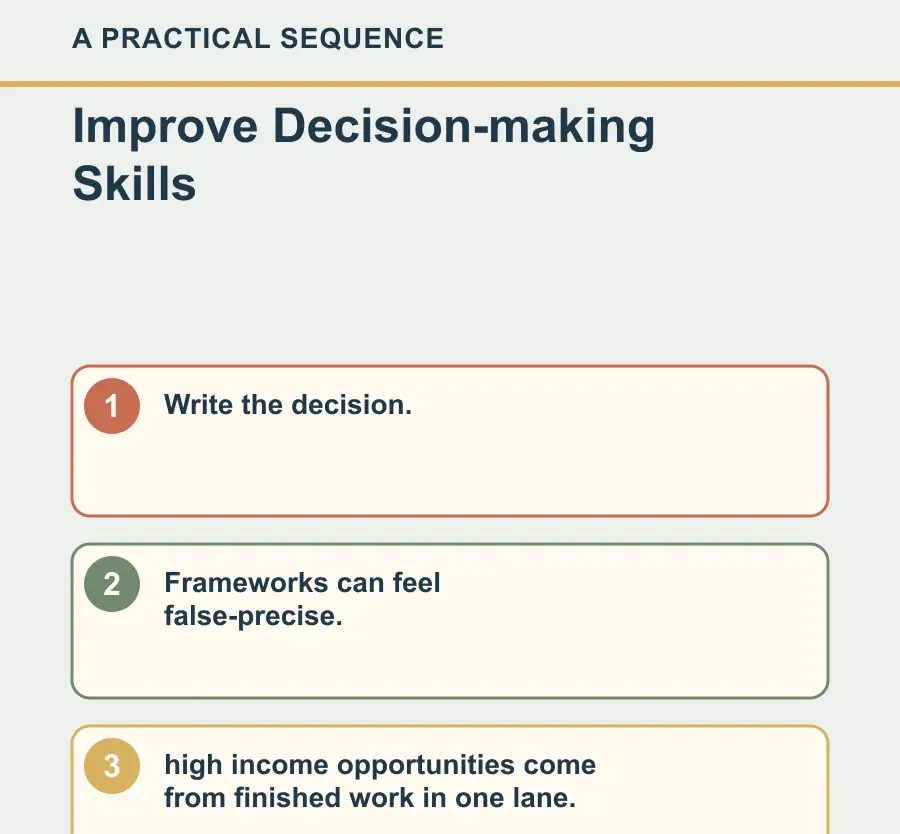 A PRACTICAL SEQUENCE
Improve Decision-making
Skills
1
Write the decision.
2
Frameworks can feel
false-precise.
3
high income opportunities come
from finished work in one lane.